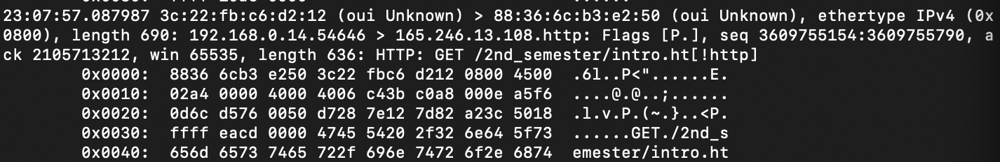 23:07:57.087987 3c:22:fb:c6:d2:12 (oui Unknown) > 88:36:6c:b3:e2:50 (oui Unknown), ethertype IPv4 (0x
0800), length 690: 192.168.0.14.54646 > 165.246.13.108.http: Flags [P.], seq 3609755154:3609755790, a
ck 2105713212, win 65535, length 636: HTTP: GET /2nd_semester/intro.ht[!http]
0x0000:  8836 6cb3 e250 3c22 fbc6 d212 0800 4500  .6l..P<"......E.
0x0010:  02a4 0000 4000 4006 c43b c0a8 000e a5f6  ....@.@..;......
0x0020:  0d6c d576 0050 d728 7e12 7d82 a23c 5018  .l.v.P.(~.}..<P.
0x0030:  ffff eacd 0000 4745 5420 2f32 6e64 5f73  ......GET./2nd_s
0x0040:  656d 6573 7465 722f 696e 7472 6f2e 6874  emester/intro.ht